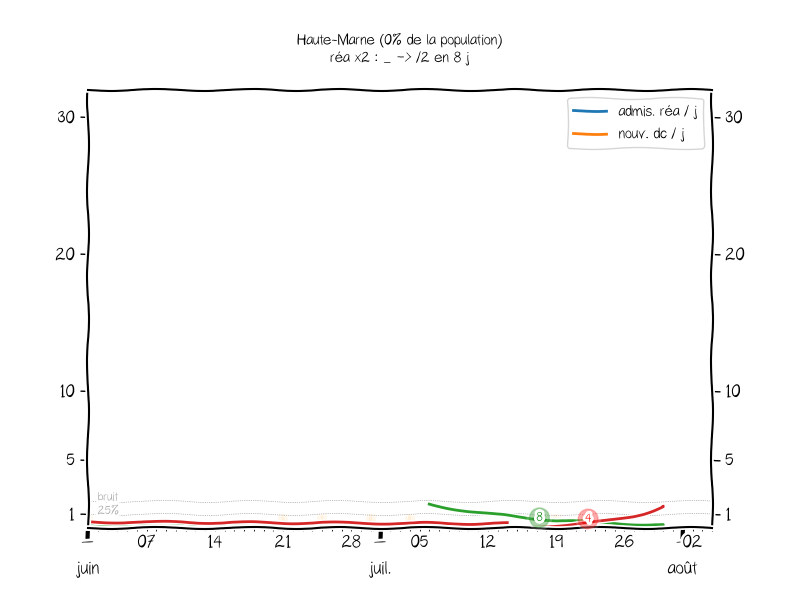 Haute-Marne (0% de la population)
réa x2 : _ -> /2 en 8 j
admis. réa / j
nouv. dc / j
30 30
20 20
10 10
5 5
bruit
25%
1 1
8 4
07 14 21 28 05 12 19 26 02
juin juil. août